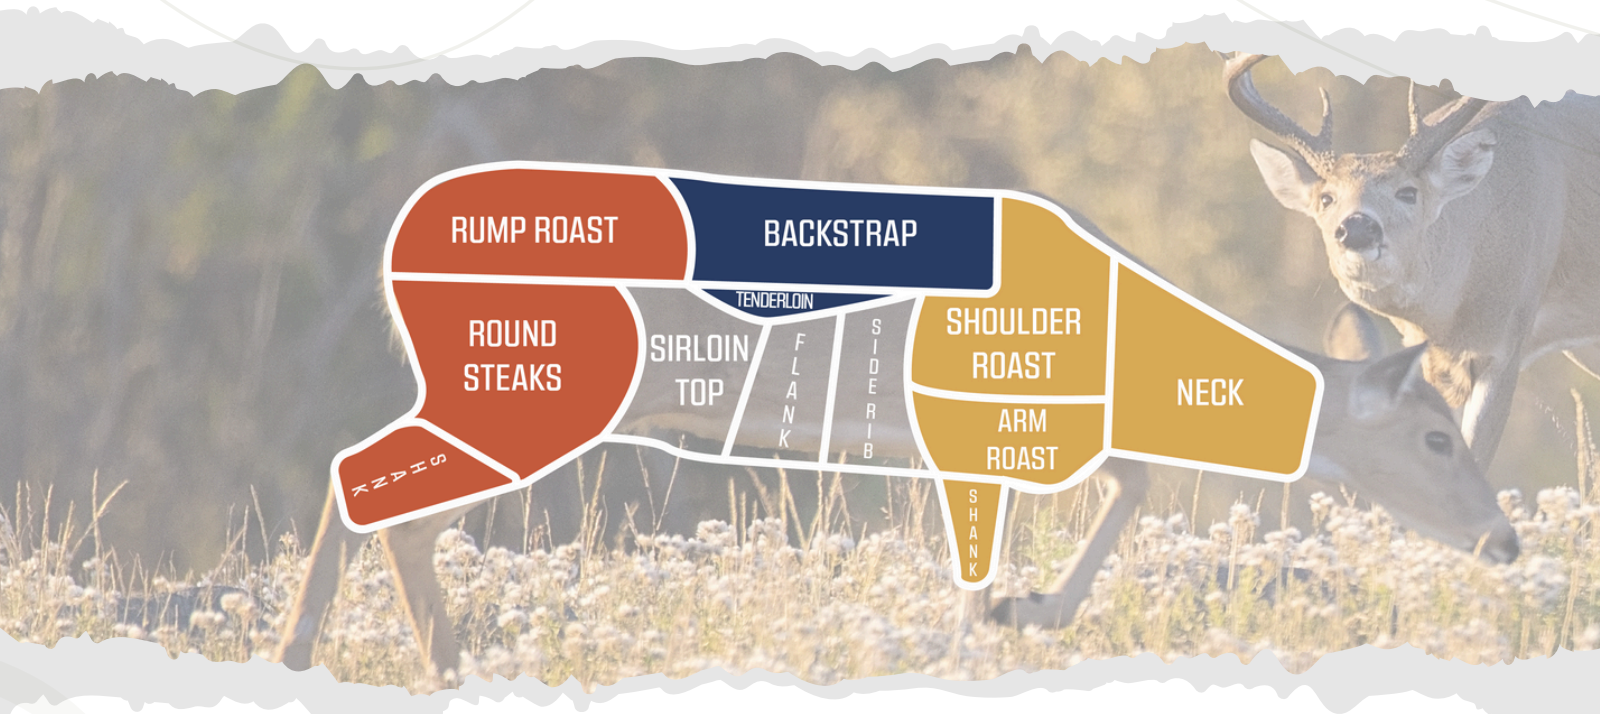 RUMP ROAST
BACKSTRAP
TENDERLOIN
ROUND
STEAKS
SIRLOIN
TOP
FLANK
SIDE RIB
SHOULDER
ROAST
ARM
ROAST
NECK
SHANK
SHANK